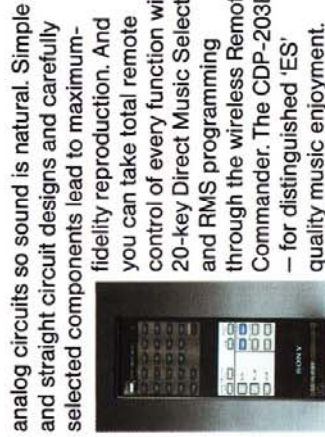 analog circuits so sound is natural. Simple
and straight circuit designs and carefully
selected components lead to maximum-
fidelity reproduction. And
you can take total remote
control of every function wi
20-key Direct Music Select
and RMS programming
through the wireless Remot
Commander. The CDP-203E
– for distinguished ‘ES’
quality music enjoyment.
SONY